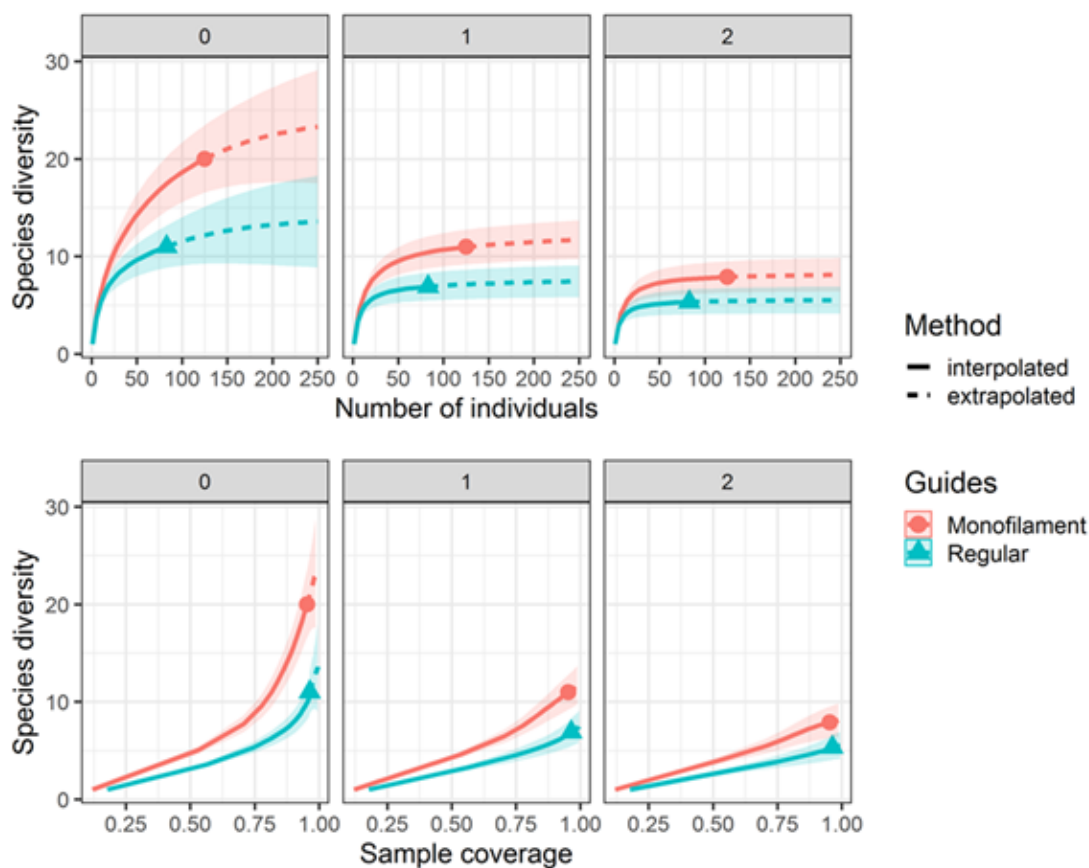 0 1 2
Species diversity
30
20
10
0
0 50 100 150 200 250 0 50 100 150 200 250 0 50 100 150 200 250
Number of individuals
Method
interpolated
extrapolated
0 1 2
Species diversity
30
20
10
0
0.25 0.50 0.75 1.00 0.25 0.50 0.75 1.00 0.25 0.50 0.75 1.00
Sample coverage
Guides
Monofilament
Regular